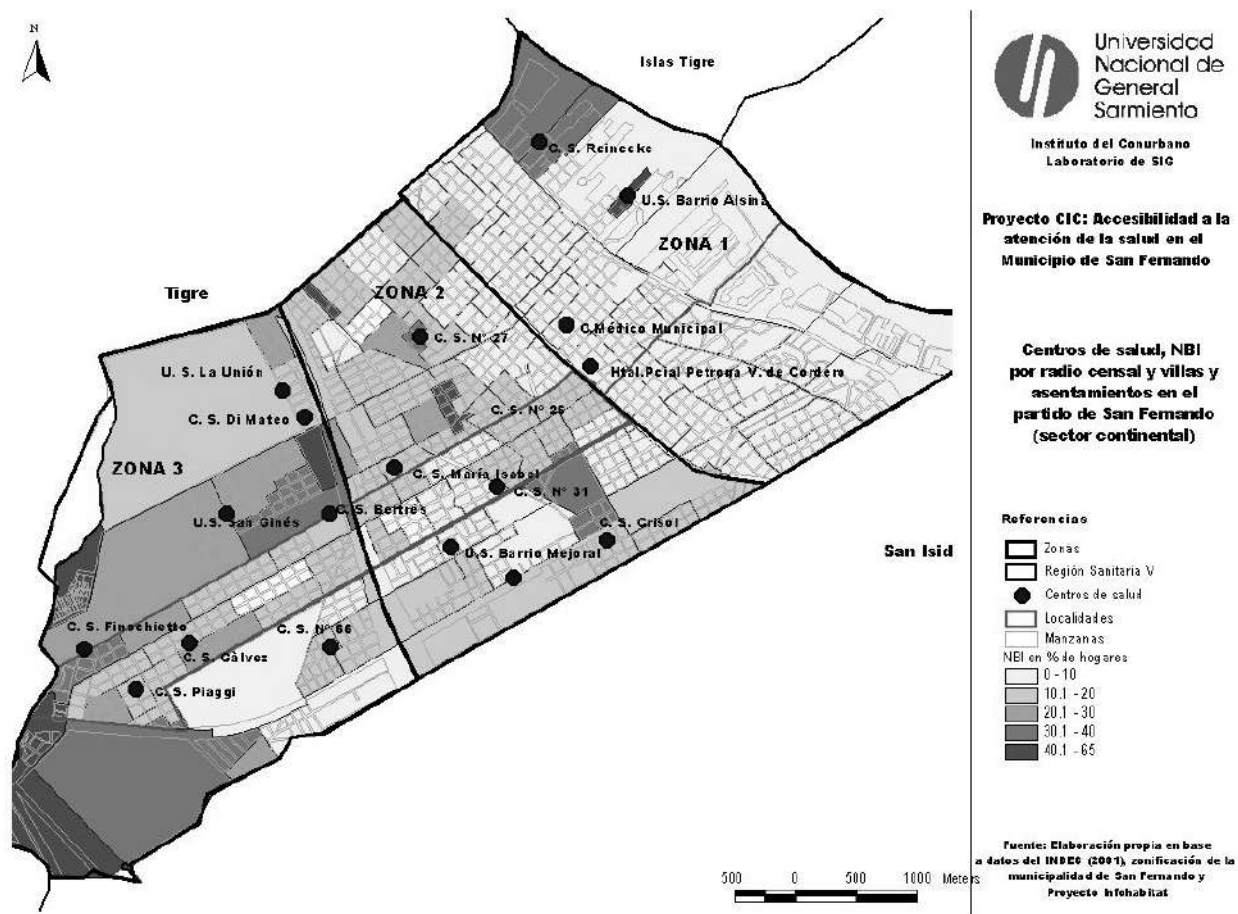 N
Islas Tigre
C. S. Reinecke
U.S. Barrio Alsina
ZONA 1
Tigre
ZONA 2
C. Médico Municipal
C. S. Nº 27
Htal.Pcial Petrona V. de Cordero
U. S. La Unión
C. S. Nº 25
C. S. Di Mateo
ZONA 3
C. S. María Isabel
C. S. Nº 31
U.S. San Ginés
C. S. Bertres
C. S. Crisol
U.S. Barrio Mejoral
San Isid
C. S. Finochietto
C. S. Nº 66
C. S. Gàlvez
C. S. Piaggi
500 0 500 1000 Meters
Universidad
Nacional de
General
Sarmiento
Instituto del Conurbano
Laboratorio de SIG
Proyecto CIC: Accesibilidad a la
atención de la salud en el
Municipio de San Fernando
Centros de salud, NBI
por radio censal y villas y
asentamientos en el
partido de San Fernando
(sector continental)
Referencias
Zonas
Región Sanitaria V
Centros de salud
Localidades
Manzanas
NBI en % de hogares
0 - 10
10.1 - 20
20.1 - 30
30.1 - 40
40.1 - 65
Fuente: Elaboración propia en base
a datos del INDEC (2001), zonificación de la
municipalidad de San Fernando y
Proyecto Infohabitat